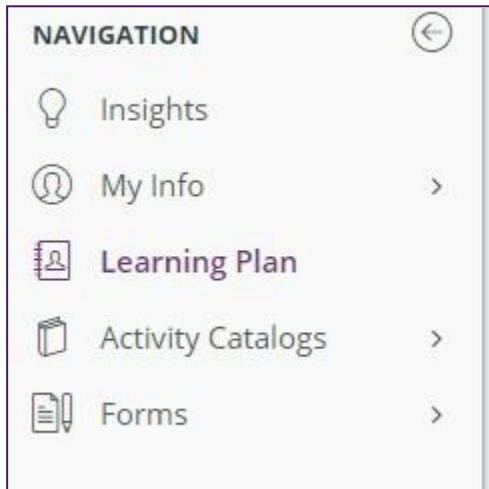 NAVIGATION
Insights
My Info
Learning Plan
Activity Catalogs
Forms